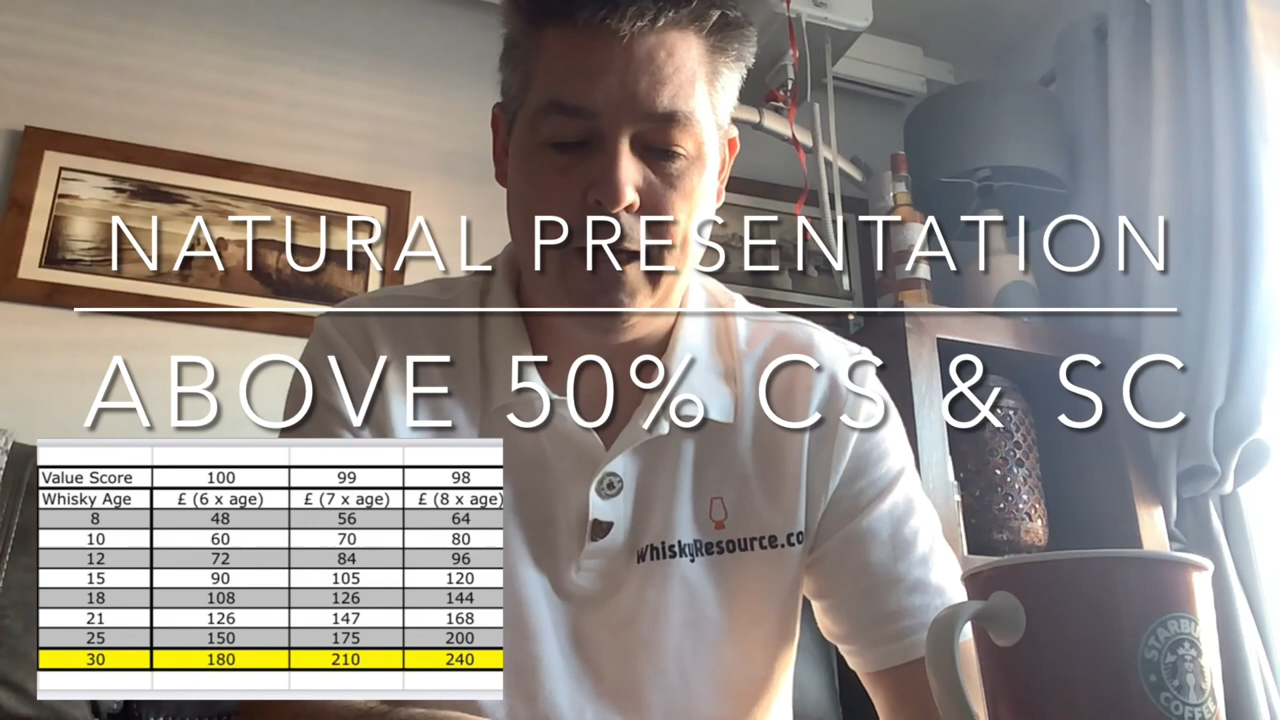 NATURAL PRESENTATION
ABOVE 50% CS & SC
Value Score 100 99 98
Whisky Age £ (6 x age) £ (7 x age) £ (8 x age)
8 48 56 64
10 60 70 80
12 72 84 96
15 90 105 120
18 108 126 144
21 126 147 168
25 150 175 200
30 180 210 240
WhiskyResource.co
STARBU
COFFEE